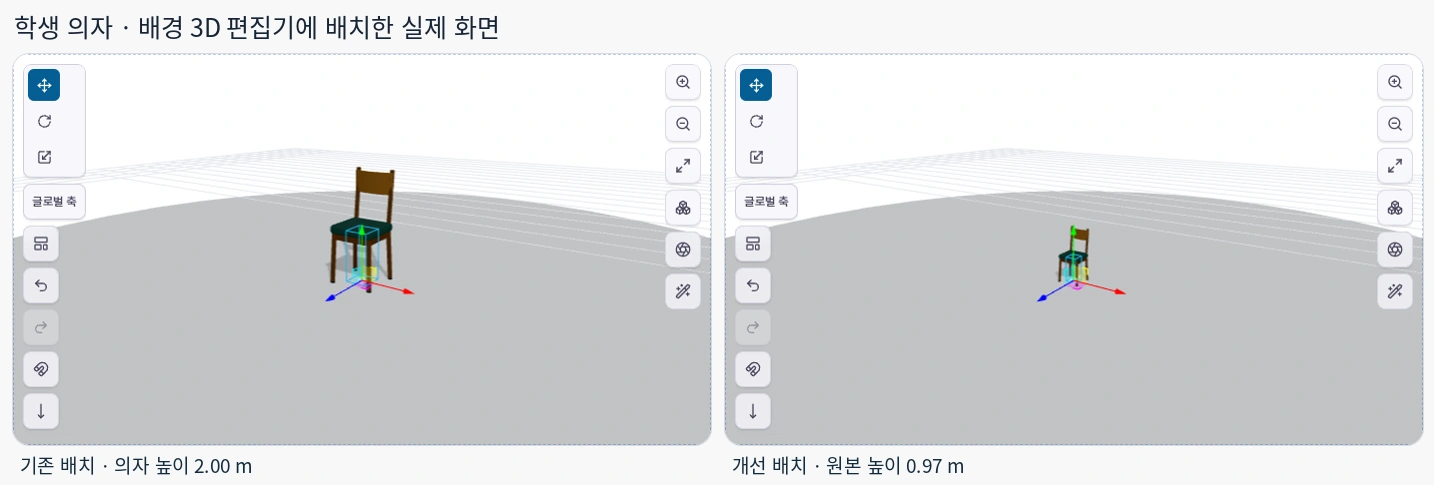 학생 의자 · 배경 3D 편집기에 배치한 실제 화면
글로벌 축
글로벌 축
기존 배치 · 의자 높이 2.00 m
개선 배치 · 원본 높이 0.97 m